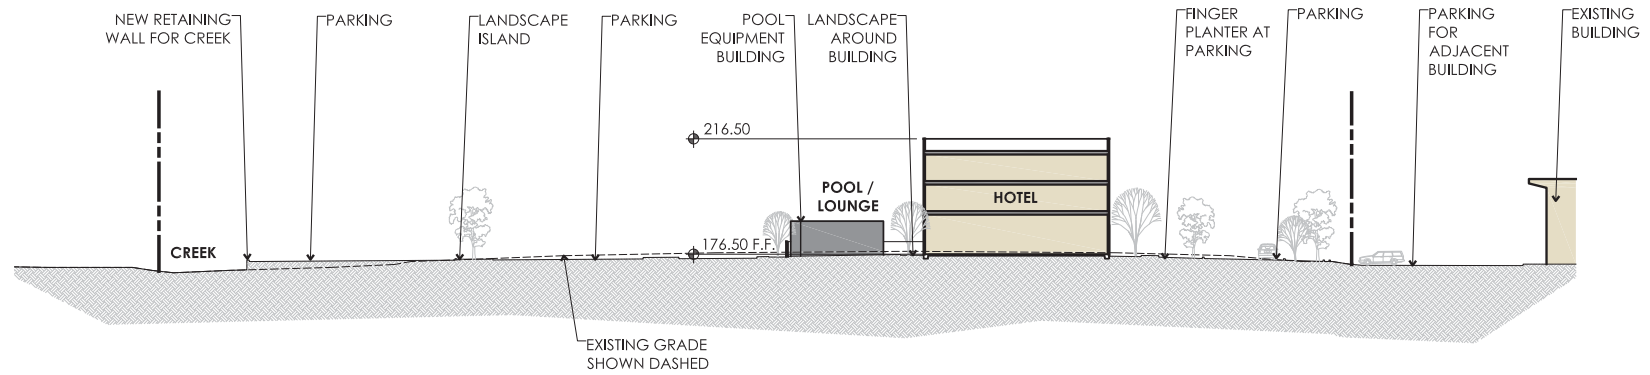 NEW RETAINING
WALL FOR CREEK
PARKING
LANDSCAPE
ISLAND
PARKING
POOL
EQUIPMENT
BUILDING
LANDSCAPE
AROUND
BUILDING
FINGER
PLANTER AT
PARKING
PARKING
PARKING
FOR
ADJACENT
BUILDING
EXISTING
BUILDING
216.50
POOL /
LOUNGE
HOTEL
176.50 F.F.
CREEK
EXISTING GRADE
SHOWN DASHED